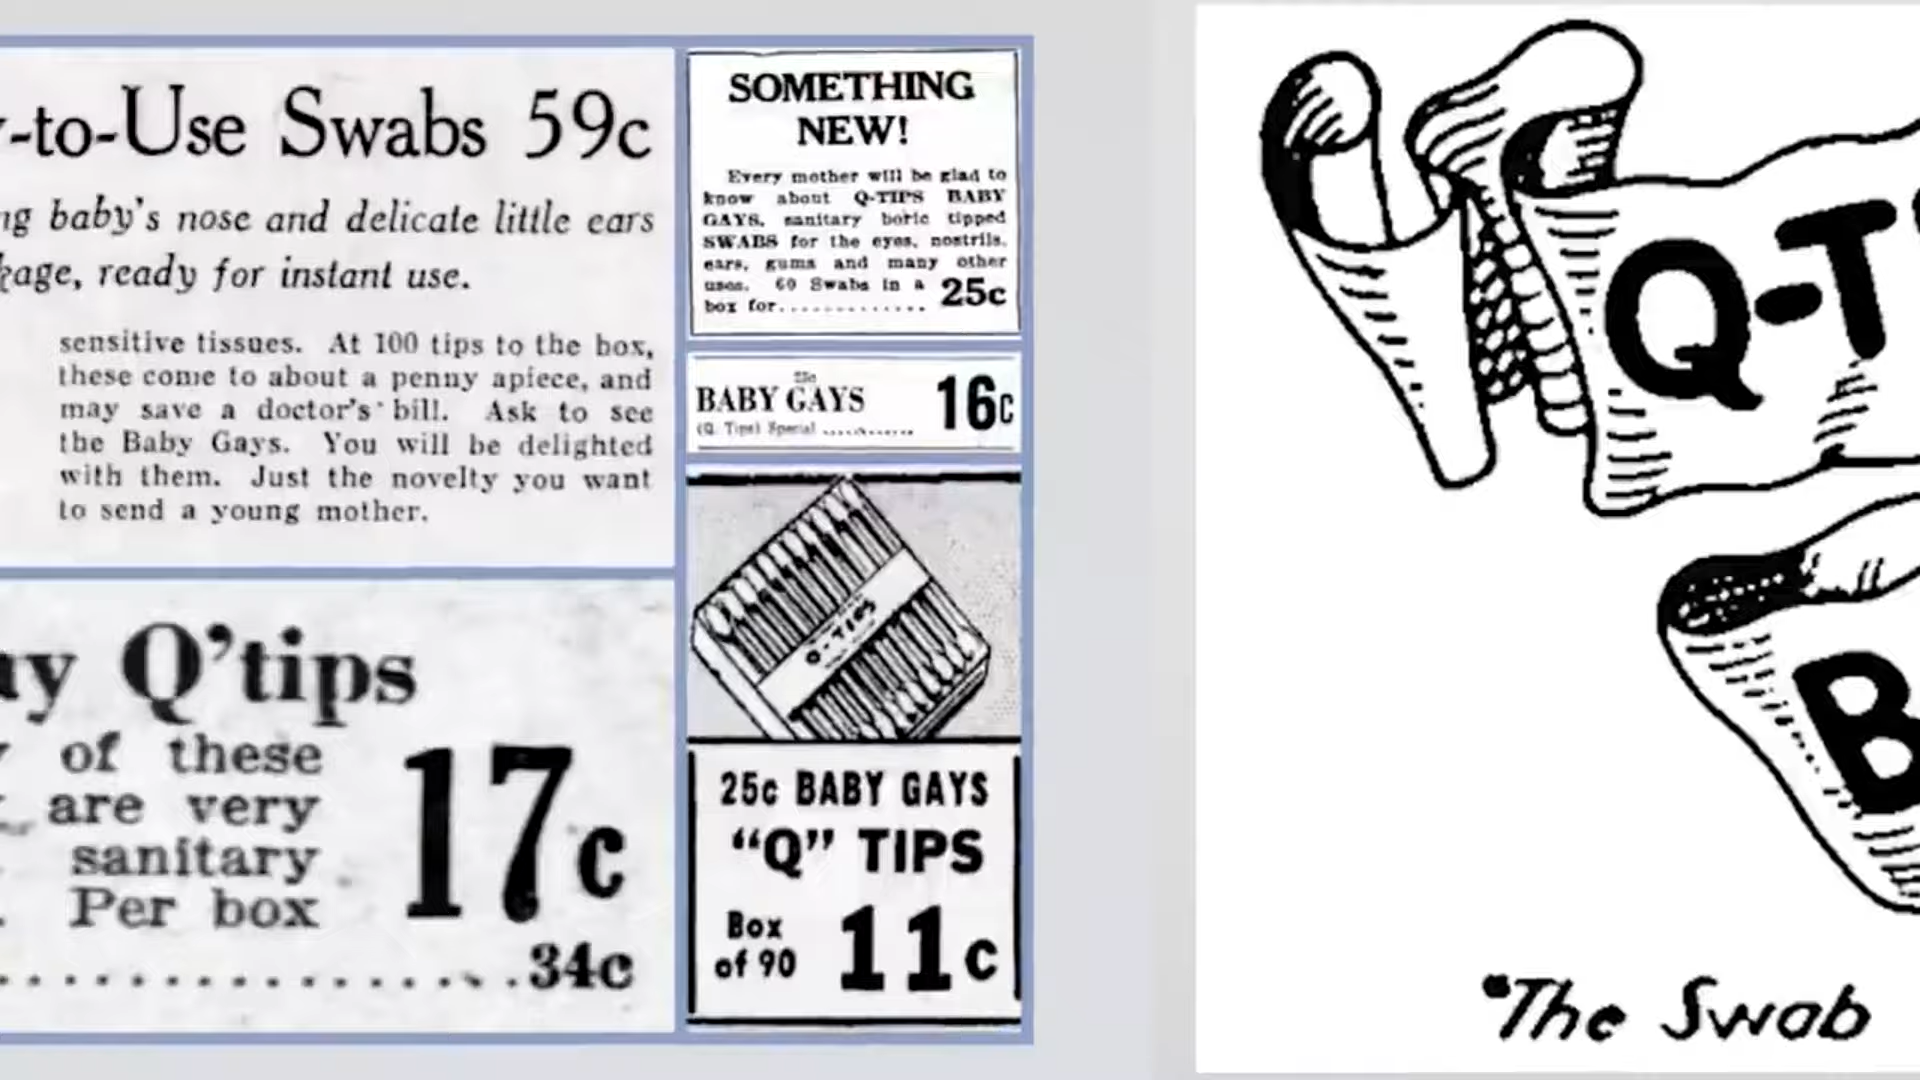 -to-Use Swabs 59c
ng baby's nose and delicate little ears
kage, ready for instant use.
sensitive tissues. At 100 tips to the box,
these come to about a penny apiece, and
may save a doctor's bill. Ask to see
the Baby Gays. You will be delighted
with them. Just the novelty you want
to send a young mother.
ay Q'tips
of these
are very
sanitary
Per box
17c
34c
SOMETHING
NEW!
Every mother will be glad to
know about Q-TIPS BABY
GAYS, sanitary boric tipped
SWABS for the eyes, nostrils,
ears, gums and many other
uses. 60 Swabs in a
box for.............. 25c
25c
BABY GAYS 16c
(Q. Tips) Special ............
Q-TIPS
25c BABY GAYS
"Q" TIPS
Box
of 90 11c
Q-T
B
"The Swab